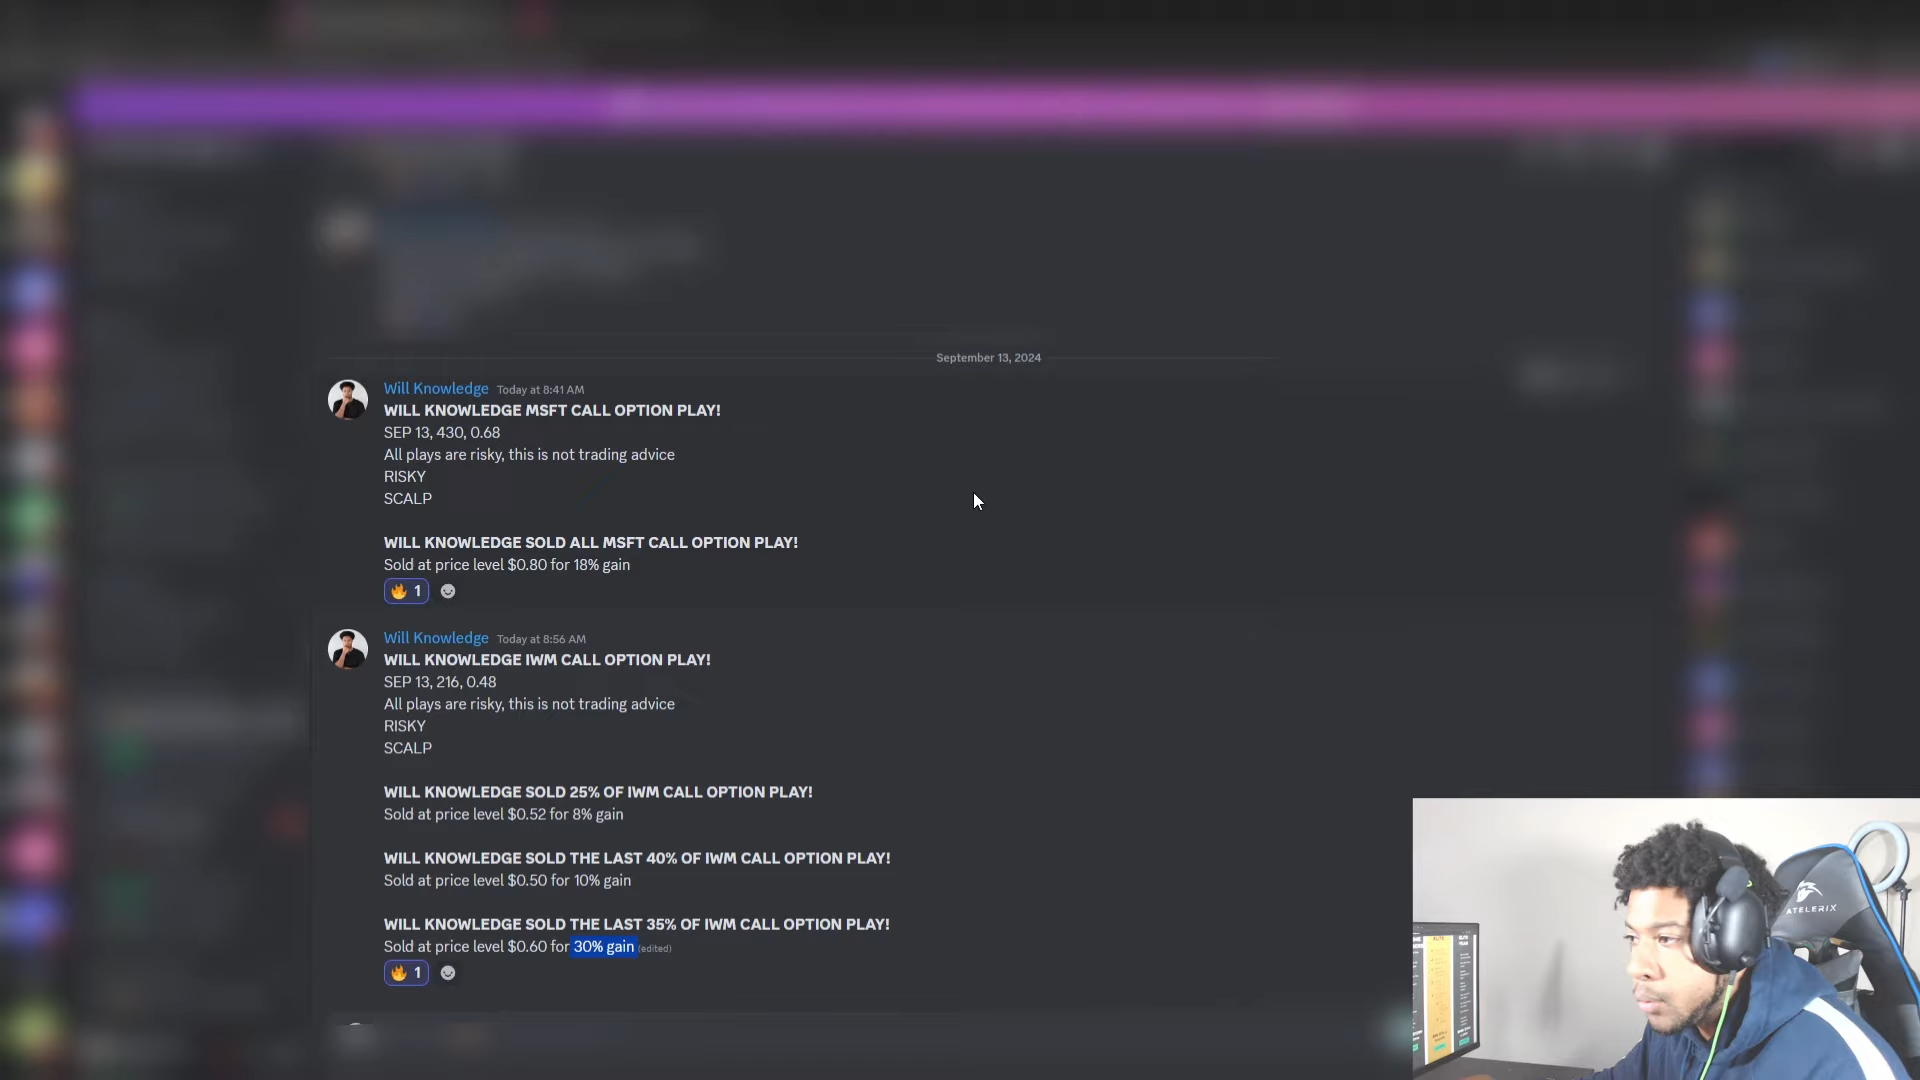 September 13, 2024
Will Knowledge Today at 8:41 AM
WILL KNOWLEDGE MSFT CALL OPTION PLAY!
SEP 13, 430, 0.68
All plays are risky, this is not trading advice
RISKY
SCALP
WILL KNOWLEDGE SOLD ALL MSFT CALL OPTION PLAY!
Sold at price level $0.80 for 18% gain
🔥 1
Will Knowledge Today at 8:56 AM
WILL KNOWLEDGE IWM CALL OPTION PLAY!
SEP 13, 216, 0.48
All plays are risky, this is not trading advice
RISKY
SCALP
WILL KNOWLEDGE SOLD 25% OF IWM CALL OPTION PLAY!
Sold at price level $0.52 for 8% gain
WILL KNOWLEDGE SOLD THE LAST 40% OF IWM CALL OPTION PLAY!
Sold at price level $0.50 for 10% gain
WILL KNOWLEDGE SOLD THE LAST 35% OF IWM CALL OPTION PLAY!
Sold at price level $0.60 for 30% gain (edited)
🔥 1
ATELERIX